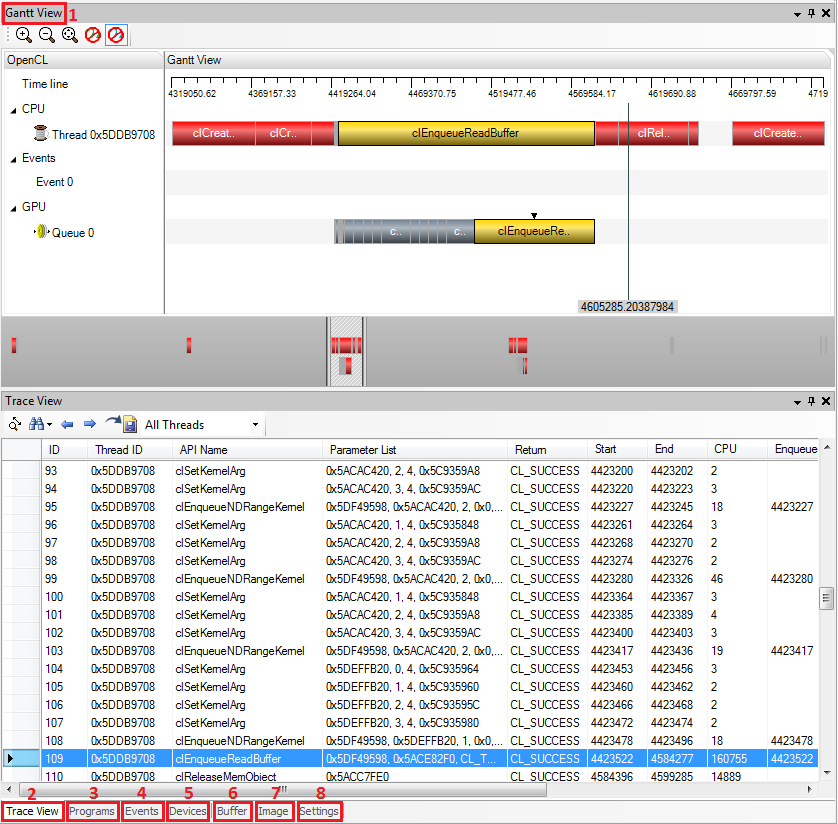 Gantt View 1
OpenCL Gantt View
Time line
4319050.62 4369157.33 4419264.04 4469370.75 4519477.46 4569584.17 4619690.88 4669797.59 4719
CPU
Thread 0x5DDB9708 clCreat.. clCr.. clEnqueueReadBuffer clRel.. clCreate..
Events
Event 0
GPU
Queue 0 c.. c.. clEnqueueRe..
4605285.20387984
Trace View
All Threads
ID Thread ID API Name Parameter List Return Start End CPU Enqueue
93 0x5DDB9708 clSetKernelArg 0x5ACAC420, 2, 4, 0x5C9359A8 CL_SUCCESS 4423200 4423202 2
94 0x5DDB9708 clSetKernelArg 0x5ACAC420, 3, 4, 0x5C9359AC CL_SUCCESS 4423220 4423223 3
95 0x5DDB9708 clEnqueueNDRangeKernel 0x5DF49598, 0x5ACAC420, 2, 0x0,... CL_SUCCESS 4423227 4423245 18 4423227
96 0x5DDB9708 clSetKernelArg 0x5ACAC420, 1, 4, 0x5C935848 CL_SUCCESS 4423261 4423264 3
97 0x5DDB9708 clSetKernelArg 0x5ACAC420, 2, 4, 0x5C9359A8 CL_SUCCESS 4423268 4423270 2
98 0x5DDB9708 clSetKernelArg 0x5ACAC420, 3, 4, 0x5C9359AC CL_SUCCESS 4423274 4423276 2
99 0x5DDB9708 clEnqueueNDRangeKernel 0x5DF49598, 0x5ACAC420, 2, 0x0,... CL_SUCCESS 4423280 4423326 46 4423280
100 0x5DDB9708 clSetKernelArg 0x5ACAC420, 1, 4, 0x5C935848 CL_SUCCESS 4423364 4423367 3
101 0x5DDB9708 clSetKernelArg 0x5ACAC420, 2, 4, 0x5C9359A8 CL_SUCCESS 4423385 4423389 4
102 0x5DDB9708 clSetKernelArg 0x5ACAC420, 3, 4, 0x5C9359AC CL_SUCCESS 4423400 4423403 3
103 0x5DDB9708 clEnqueueNDRangeKernel 0x5DF49598, 0x5ACAC420, 2, 0x0,... CL_SUCCESS 4423417 4423436 19 4423417
104 0x5DDB9708 clSetKernelArg 0x5DEFFB20, 0, 4, 0x5C935964 CL_SUCCESS 4423453 4423456 3
105 0x5DDB9708 clSetKernelArg 0x5DEFFB20, 1, 4, 0x5C935960 CL_SUCCESS 4423460 4423462 2
106 0x5DDB9708 clSetKernelArg 0x5DEFFB20, 2, 4, 0x5C93595C CL_SUCCESS 4423466 4423468 2
107 0x5DDB9708 clSetKernelArg 0x5DEFFB20, 3, 4, 0x5C935980 CL_SUCCESS 4423472 4423474 2
108 0x5DDB9708 clEnqueueNDRangeKernel 0x5DF49598, 0x5DEFFB20, 1, 0x0,... CL_SUCCESS 4423478 4423496 18 4423478
109 0x5DDB9708 clEnqueueReadBuffer 0x5DF49598, 0x5ACE82F0, CL_T... CL_SUCCESS 4423522 4584277 160755 4423522
110 0x5DDB9708 clReleaseMemObject 0x5ACC7FE0 CL_SUCCESS 4584396 4599285 14889
2 3 4 5 6 7 8
Trace View Programs Events Devices Buffer Image Settings